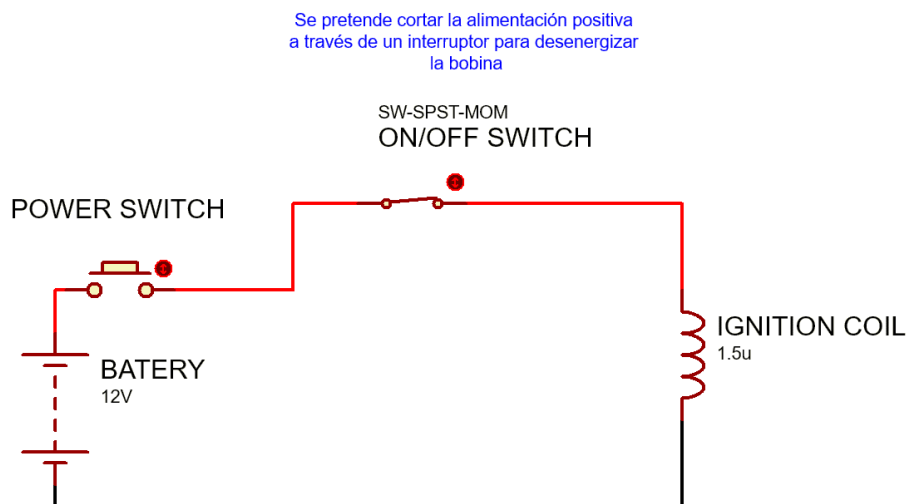 Se pretende cortar la alimentación positiva
a través de un interruptor para desenergizar
la bobina
SW-SPST-MOM
ON/OFF SWITCH
POWER SWITCH
BATERY
12V
IGNITION COIL
1.5u